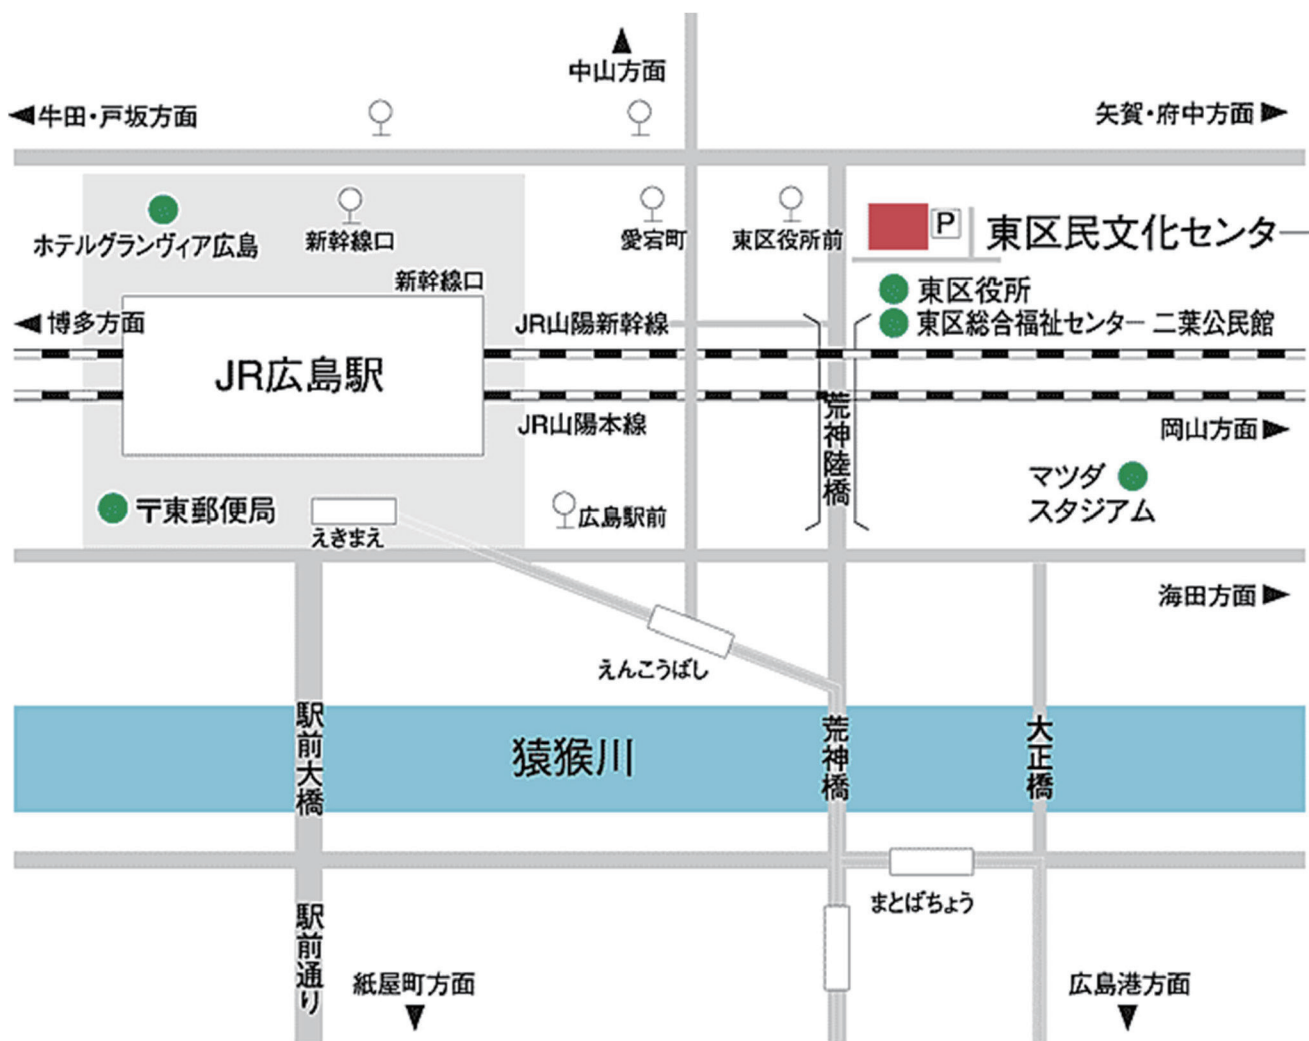 中山方面
牛田・戸坂方面
矢賀・府中方面
ホテルグランヴィア広島
新幹線口
愛宕町
東区役所前
P
東区民文化センター
新幹線口
東区役所
博多方面
JR山陽新幹線
東区総合福祉センター 二葉公民館
JR広島駅
JR山陽本線
荒神陸橋
岡山方面
マツダ
スタジアム
〒東郵便局
えきまえ
広島駅前
海田方面
えんこうばし
駅前大橋
猿猴川
荒神橋
大正橋
まとばちょう
駅前通り
紙屋町方面
広島港方面